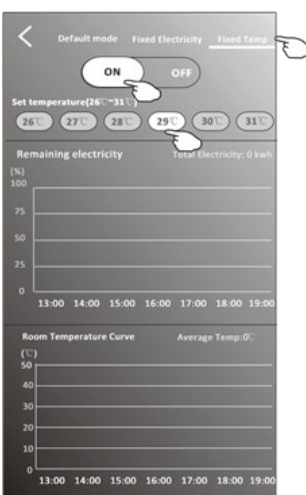 Default mode Fixed Electricity Fixed Temp
ON OFF
Set temperature(26℃~31℃)
26℃ 27℃ 28℃ 29℃ 30℃ 31℃
Remaining electricity Total Electricity: 0 kwh
(%)
100
75
50
25
0
13:00 14:00 15:00 16:00 17:00 18:00 19:00
Room Temperature Curve Average Temp:0℃
(℃)
50
40
30
20
10
0
13:00 14:00 15:00 16:00 17:00 18:00 19:00